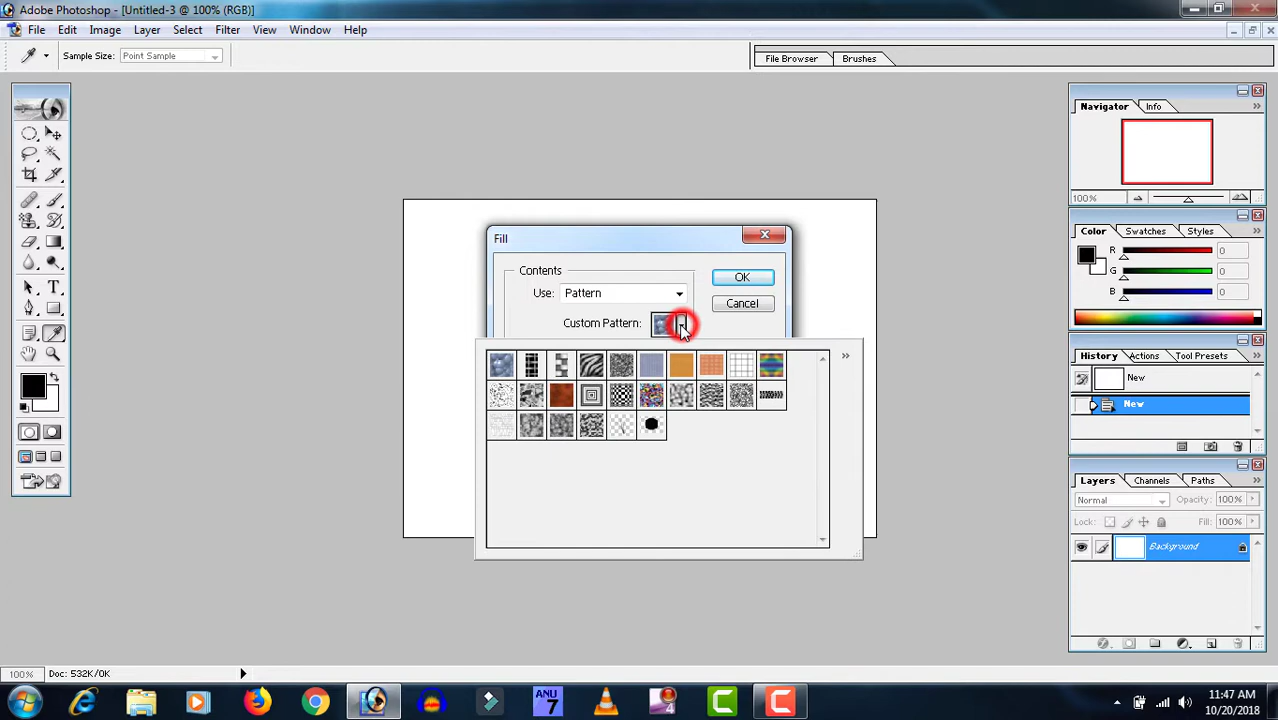 Adobe Photoshop - [Untitled-3 @ 100% (RGB)]
File Edit Image Layer Select Filter View Window Help
Sample Size: Point Sample
File Browser Brushes
Navigator Info
100%
Color Swatches Styles
R 0
G 0
B 0
History Actions Tool Presets
New
New
Layers Channels Paths
Normal Opacity: 100%
Lock: Fill: 100%
Background
Fill
Contents
Use: Pattern
Custom Pattern:
OK
Cancel
100% Doc: 532K/0K
ANU
7
4
11:47 AM
10/20/2018